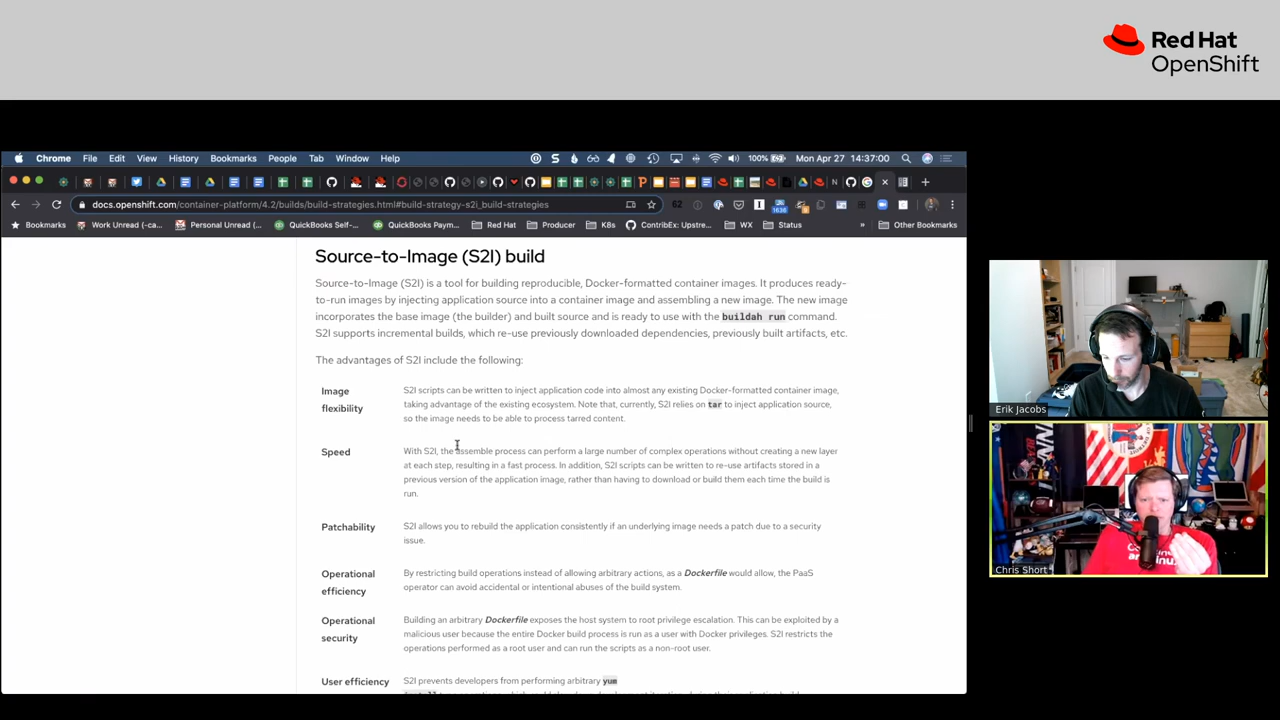 Red Hat
OpenShift
Chrome File Edit View History Bookmarks People Tab Window Help 100% Mon Apr 27 14:37:00
docs.openshift.com/container-platform/4.2/builds/build-strategies.html#build-strategy-s2i_build-strategies 62
1636
Bookmarks Work Unread (-ca... Personal Unread (... QuickBooks Self-... QuickBooks Paym... Red Hat Producer K8s ContribEx: Upstre... WX Status » Other Bookmarks
Source-to-Image (S2I) build
Source-to-Image (S2I) is a tool for building reproducible, Docker-formatted container images. It produces ready-
to-run images by injecting application source into a container image and assembling a new image. The new image
incorporates the base image (the builder) and built source and is ready to use with the buildah run command.
S2I supports incremental builds, which re-use previously downloaded dependencies, previously built artifacts, etc.
The advantages of S2I include the following:
Image
flexibility
S2I scripts can be written to inject application code into almost any existing Docker-formatted container image,
taking advantage of the existing ecosystem. Note that, currently, S2I relies on tar to inject application source,
so the image needs to be able to process tarred content.
Speed
With S2I, the assemble process can perform a large number of complex operations without creating a new layer
at each step, resulting in a fast process. In addition, S2I scripts can be written to re-use artifacts stored in a
previous version of the application image, rather than having to download or build them each time the build is
run.
Patchability
S2I allows you to rebuild the application consistently if an underlying image needs a patch due to a security
issue.
Operational
efficiency
By restricting build operations instead of allowing arbitrary actions, as a Dockerfile would allow, the PaaS
operator can avoid accidental or intentional abuses of the build system.
Operational
security
Building an arbitrary Dockerfile exposes the host system to root privilege escalation. This can be exploited by a
malicious user because the entire Docker build process is run as a user with Docker privileges. S2I restricts the
operations performed as a root user and can run the scripts as a non-root user.
User efficiency
S2I prevents developers from performing arbitrary yum
Erik Jacobs
Chris Short